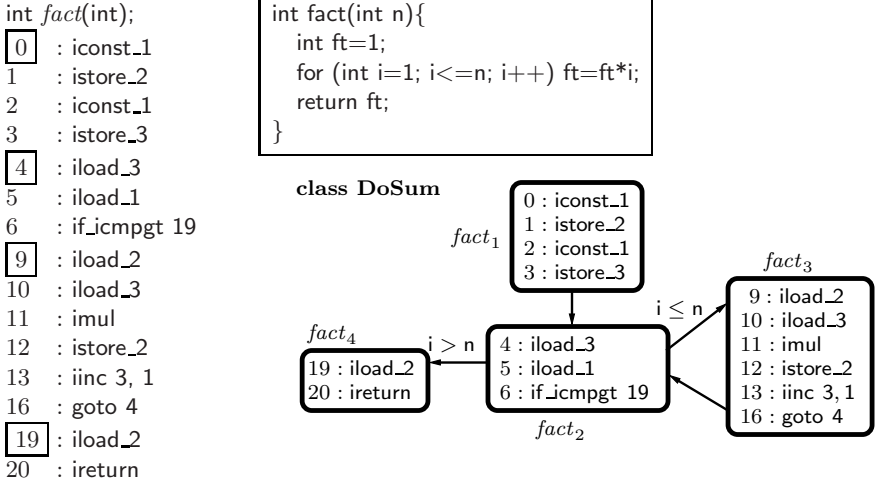 int fact(int);
0 : iconst_1
1 : istore_2
2 : iconst_1
3 : istore_3
4 : iload_3
5 : iload_1
6 : if_icmpgt 19
9 : iload_2
10 : iload_3
11 : imul
12 : istore_2
13 : iinc 3, 1
16 : goto 4
19 : iload_2
20 : ireturn
int fact(int n){
int ft=1;
for (int i=1; i<=n; i++) ft=ft*i;
return ft;
}
class DoSum
fact₁
0 : iconst_1
1 : istore_2
2 : iconst_1
3 : istore_3
fact₄
19 : iload_2
20 : ireturn
i > n
4 : iload_3
5 : iload_1
6 : if_icmpgt 19
fact₂
i ≤ n
fact₃
9 : iload_2
10 : iload_3
11 : imul
12 : istore_2
13 : iinc 3, 1
16 : goto 4